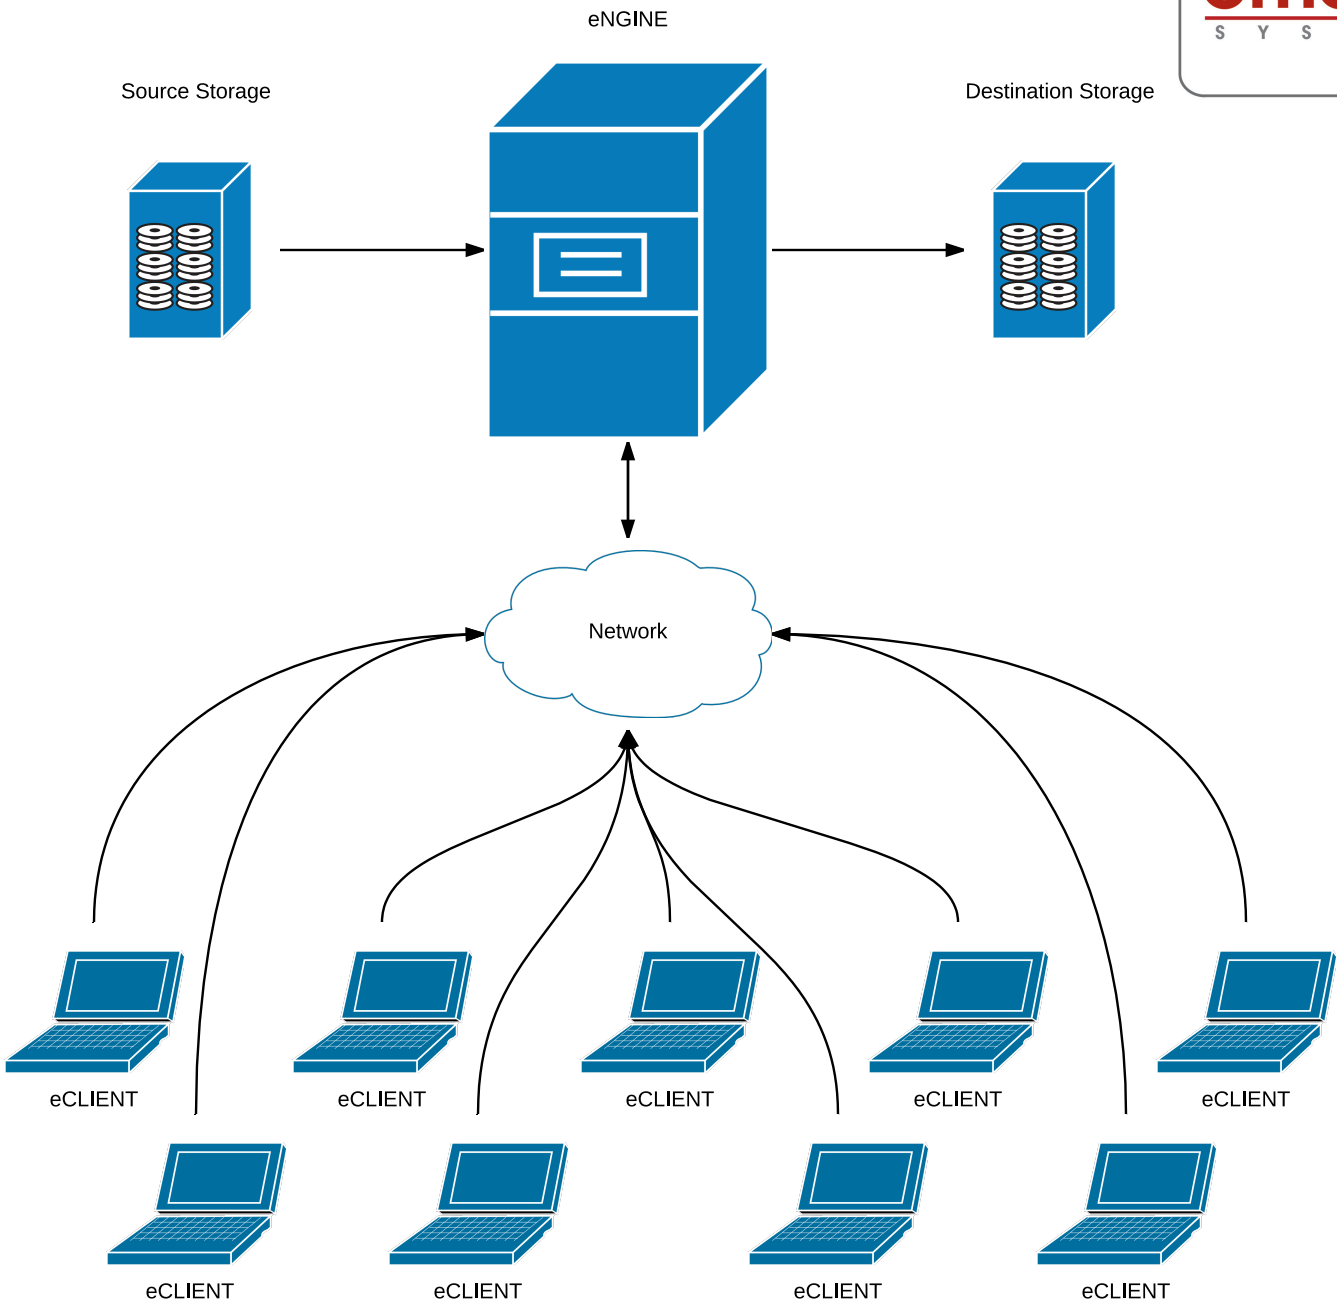 eNGINE
Source Storage
Destination Storage
S Y S
Network
eCLIENT
eCLIENT
eCLIENT
eCLIENT
eCLIENT
eCLIENT
eCLIENT
eCLIENT
eCLIENT